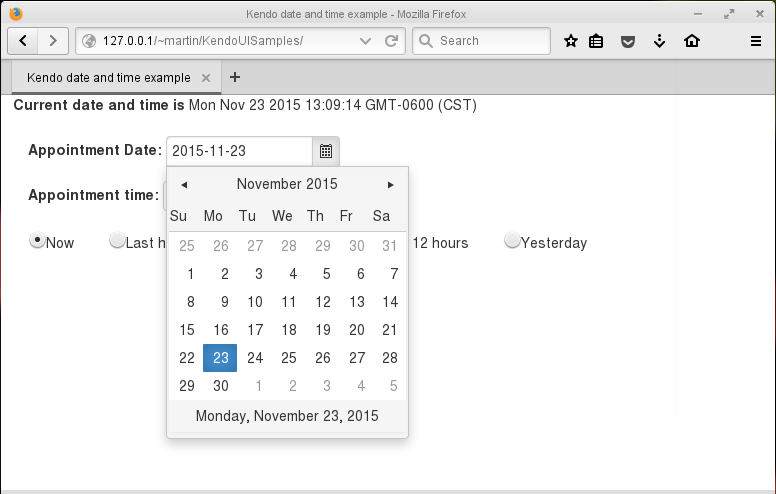 Kendo date and time example - Mozilla Firefox
127.0.0.1/~martin/KendoUISamples/
Search
Kendo date and time example
Current date and time is Mon Nov 23 2015 13:09:14 GMT-0600 (CST)
Appointment Date: 2015-11-23
November 2015
Appointment time:
Su Mo Tu We Th Fr Sa
Now Last h 12 hours Yesterday
25 26 27 28 29 30 31
1 2 3 4 5 6 7
8 9 10 11 12 13 14
15 16 17 18 19 20 21
22 23 24 25 26 27 28
29 30 1 2 3 4 5
Monday, November 23, 2015